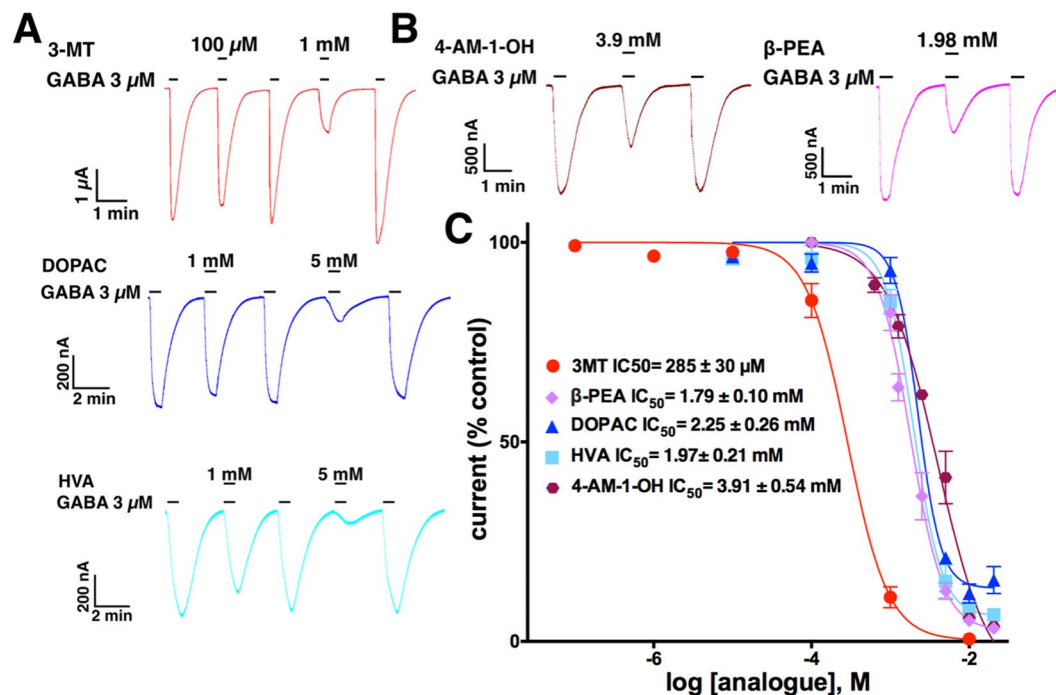 A
3-MT
100 µM 1 mM
GABA 3 µM
1 µA
1 min
DOPAC
1 mM 5 mM
GABA 3 µM
200 nA
2 min
HVA
1 mM 5 mM
GABA 3 µM
200 nA
2 min
B
4-AM-1-OH
3.9 mM
GABA 3 µM
500 nA
1 min
β-PEA
1.98 mM
GABA 3 µM
500 nA
1 min
C
current (% control)
100
50
0
3MT IC50= 285 ± 30 µM
β-PEA IC50= 1.79 ± 0.10 mM
DOPAC IC50= 2.25 ± 0.26 mM
HVA IC50= 1.97± 0.21 mM
4-AM-1-OH IC50= 3.91 ± 0.54 mM
-6 -4 -2
log [analogue], M